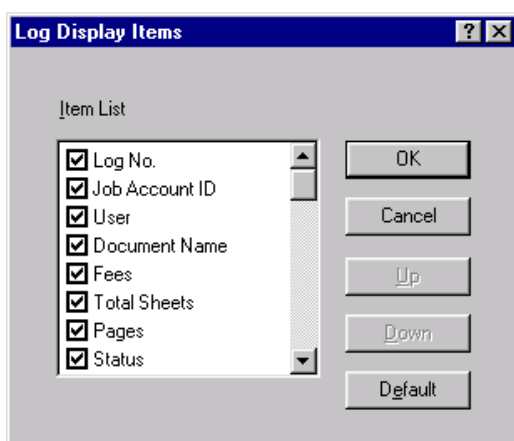 Log Display Items
Item List
Log No.
Job Account ID
User
Document Name
Fees
Total Sheets
Pages
Status
OK
Cancel
Up
Down
Default